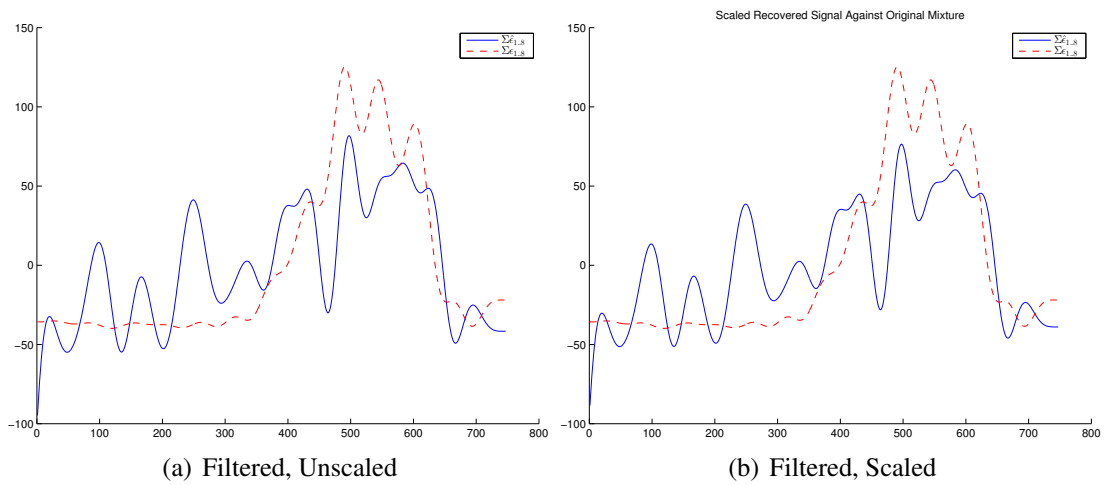 Scaled Recovered Signal Against Original Mixture
150
100
50
0
−50
−100
0 100 200 300 400 500 600 700 800
Σε̂₁..₈
Σε₁..₈
(a) Filtered, Unscaled
150
100
50
0
−50
−100
0 100 200 300 400 500 600 700 800
Σε̂₁..₈
Σε₁..₈
(b) Filtered, Scaled